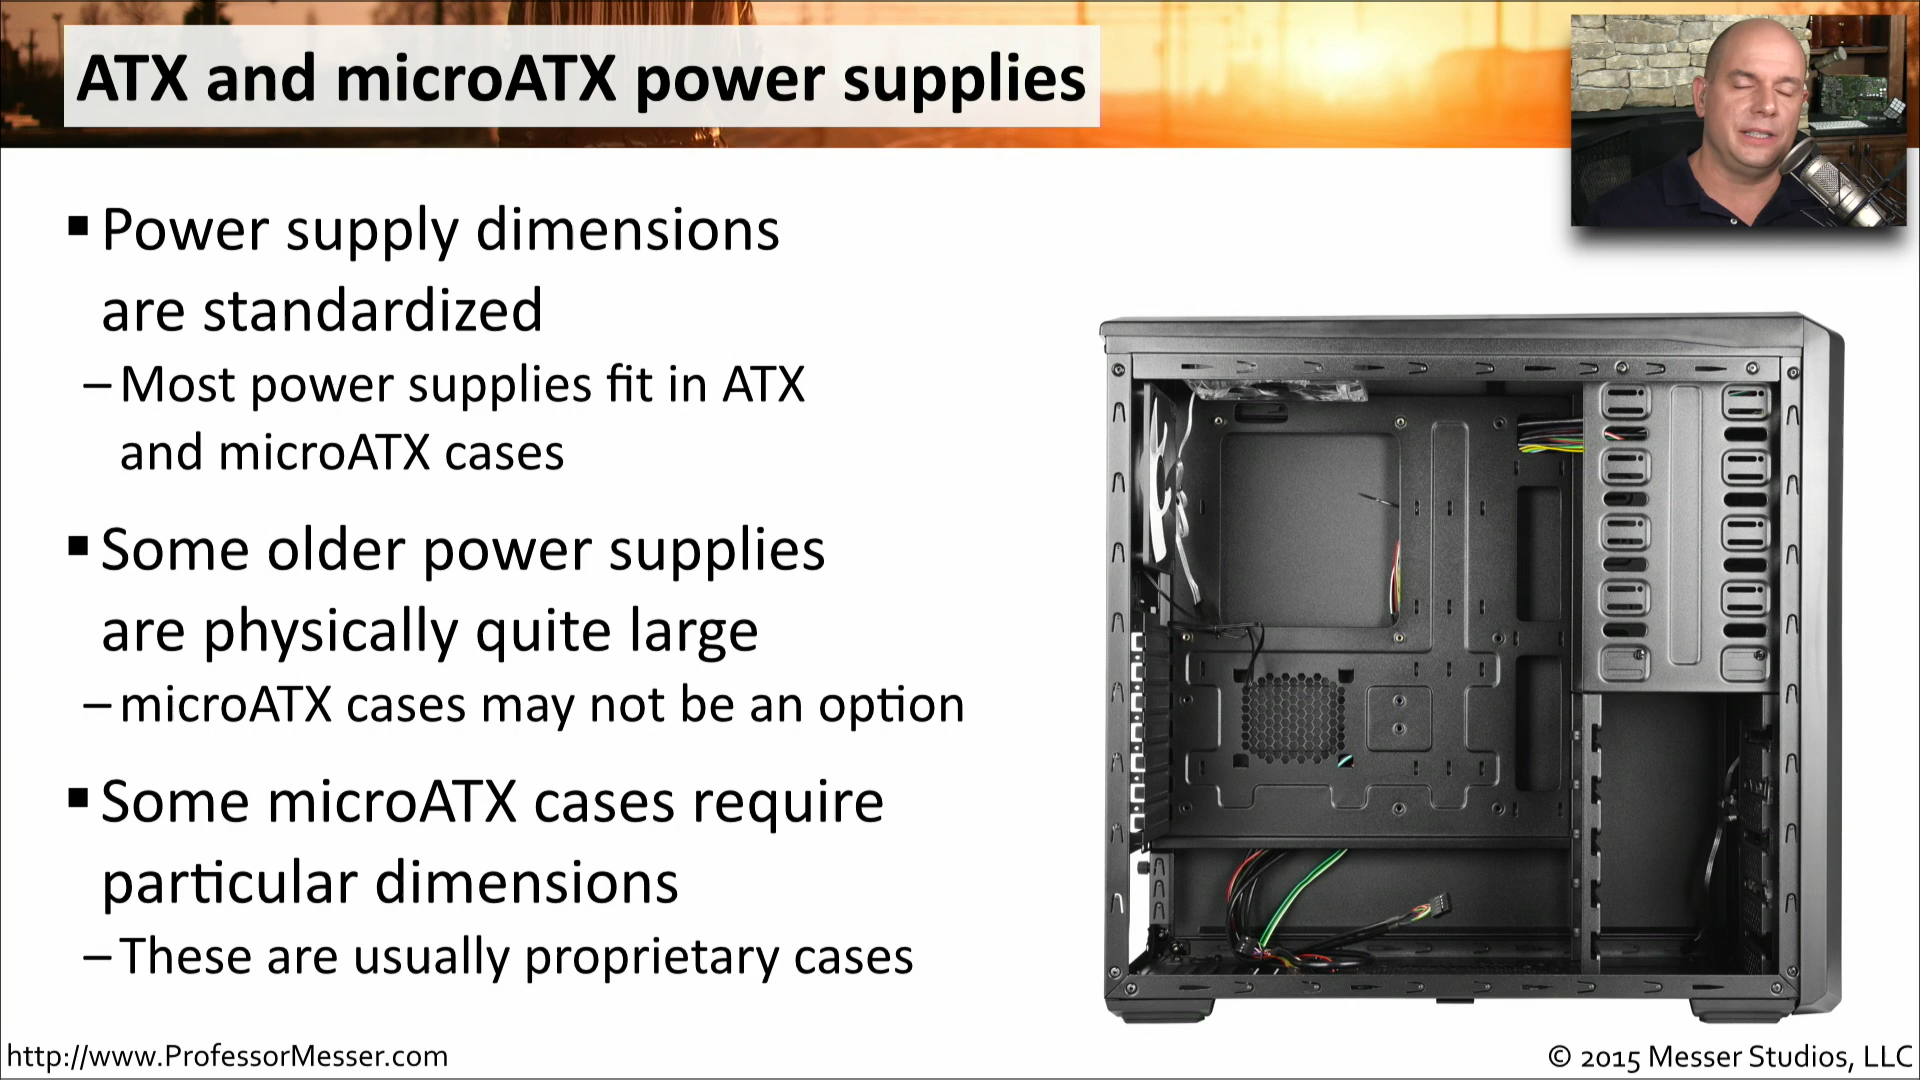 ATX and microATX power supplies
▪ Power supply dimensions
are standardized
– Most power supplies fit in ATX
and microATX cases
▪ Some older power supplies
are physically quite large
– microATX cases may not be an option
▪ Some microATX cases require
particular dimensions
– These are usually proprietary cases
http://www.ProfessorMesser.com
© 2015 Messer Studios, LLC